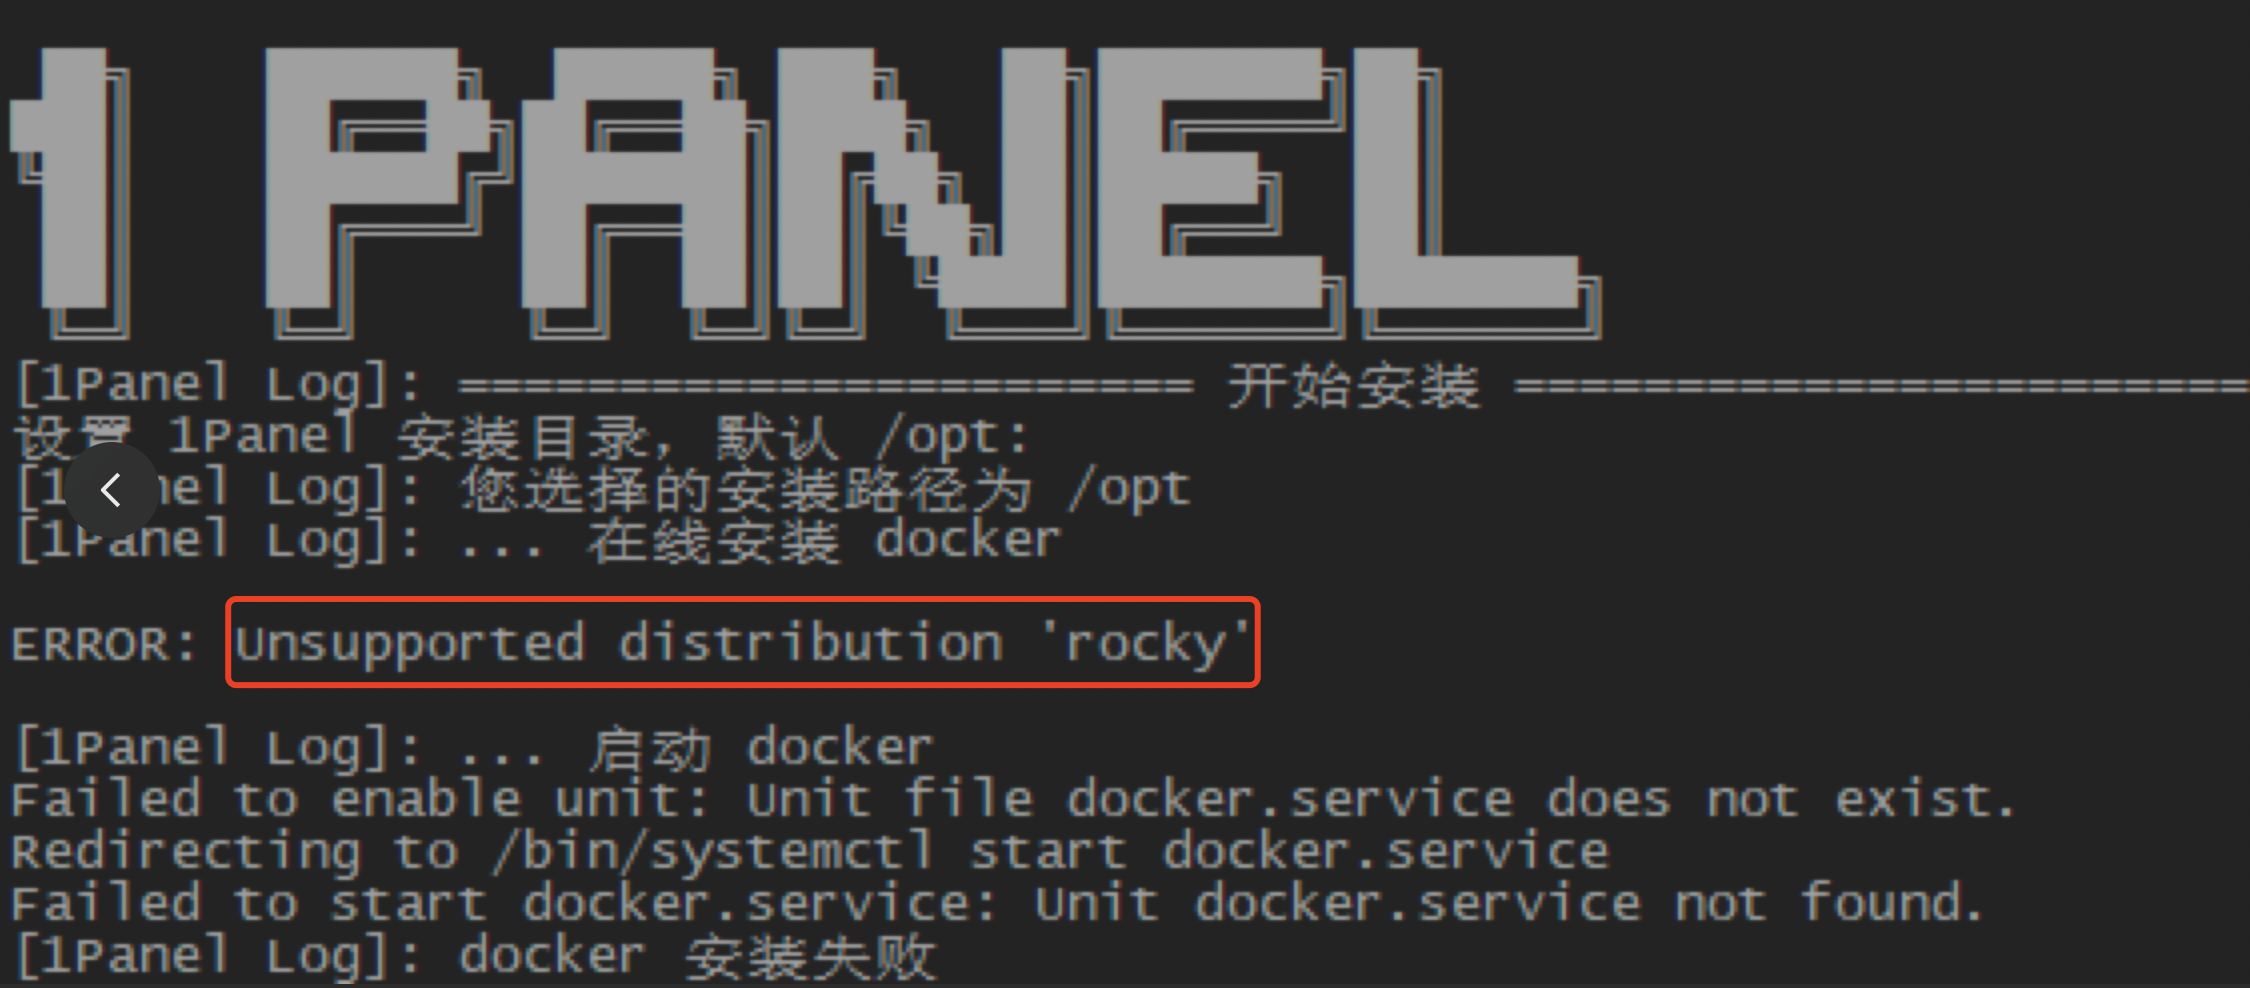 1 PANEL
[1Panel Log]: ======================= 开始安装 =======================
设置 1Panel 安装目录，默认 /opt:
[1Panel Log]: 您选择的安装路径为 /opt
[1Panel Log]: ... 在线安装 docker
ERROR: Unsupported distribution 'rocky'
[1Panel Log]: ... 启动 docker
Failed to enable unit: Unit file docker.service does not exist.
Redirecting to /bin/systemctl start docker.service
Failed to start docker.service: Unit docker.service not found.
[1Panel Log]: docker 安装失败